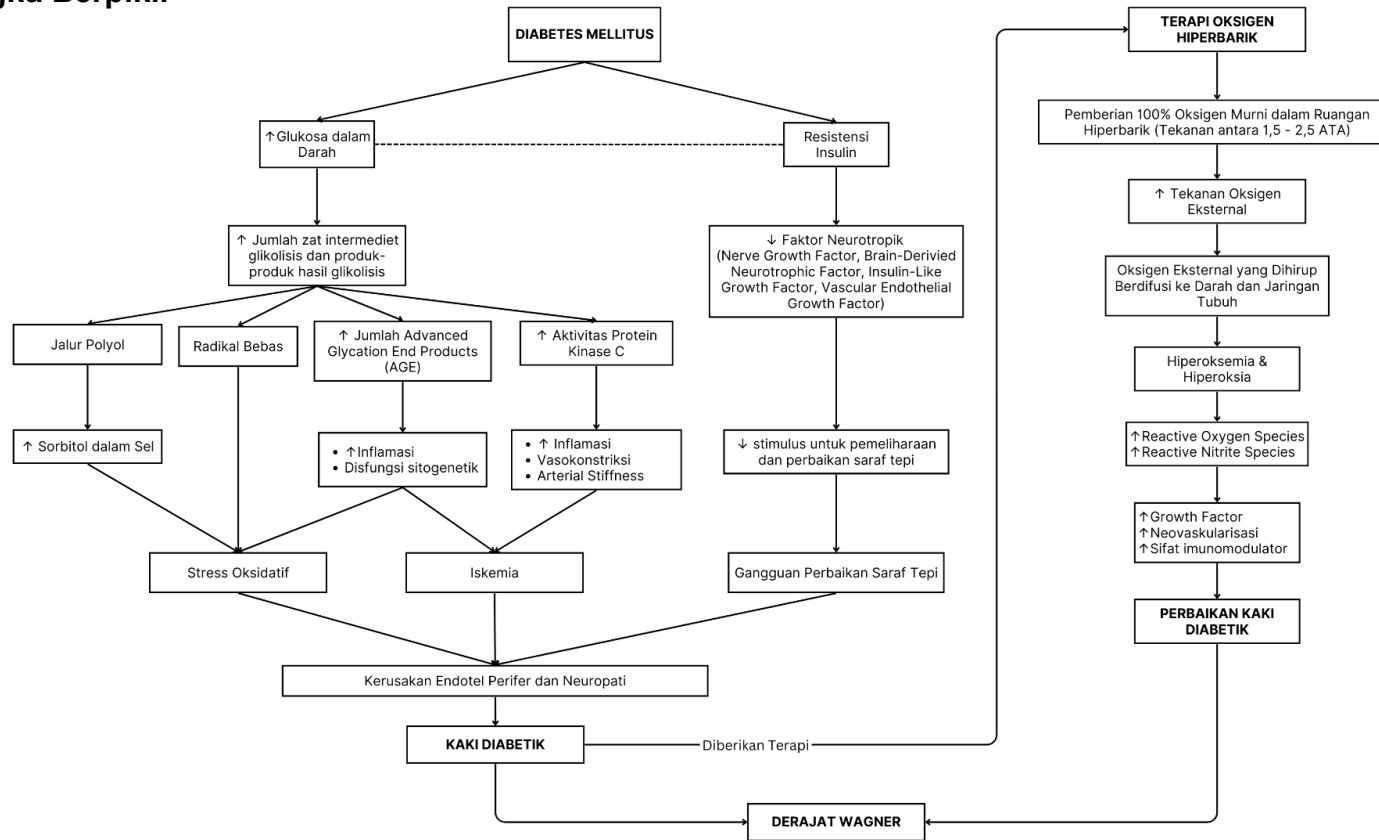 DIABETES MELLITUS
TERAPI OKSIGEN
HIPERBARIK
↑Glukosa dalam
Darah
Resistensi
Insulin
Pemberian 100% Oksigen Murni dalam Ruangan
Hiperbarik (Tekanan antara 1,5 - 2,5 ATA)
↑ Tekanan Oksigen
Eksternal
↑ Jumlah zat intermediet
glikolisis dan produk-
produk hasil glikolisis
↓ Faktor Neurotropik
(Nerve Growth Factor, Brain-Derivied
Neurotrophic Factor, Insulin-Like
Growth Factor, Vascular Endothelial
Growth Factor)
Oksigen Eksternal yang Dihirup
Berdifusi ke Darah dan Jaringan
Tubuh
Jalur Polyol
Radikal Bebas
↑ Jumlah Advanced
Glycation End Products
(AGE)
↑ Aktivitas Protein
Kinase C
Hiperoksemia &
Hiperoksia
↑ Sorbitol dalam Sel
• ↑Inflamasi
• Disfungsi sitogenetik
• ↑ Inflamasi
• Vasokonstriksi
• Arterial Stiffness
↓ stimulus untuk pemeliharaan
dan perbaikan saraf tepi
↑Reactive Oxygen Species
↑Reactive Nitrite Species
↑Growth Factor
↑Neovaskularisasi
↑Sifat imunomodulator
Stress Oksidatif
Iskemia
Gangguan Perbaikan Saraf Tepi
PERBAIKAN KAKI
DIABETIK
Kerusakan Endotel Perifer dan Neuropati
KAKI DIABETIK
Diberikan Terapi
DERAJAT WAGNER